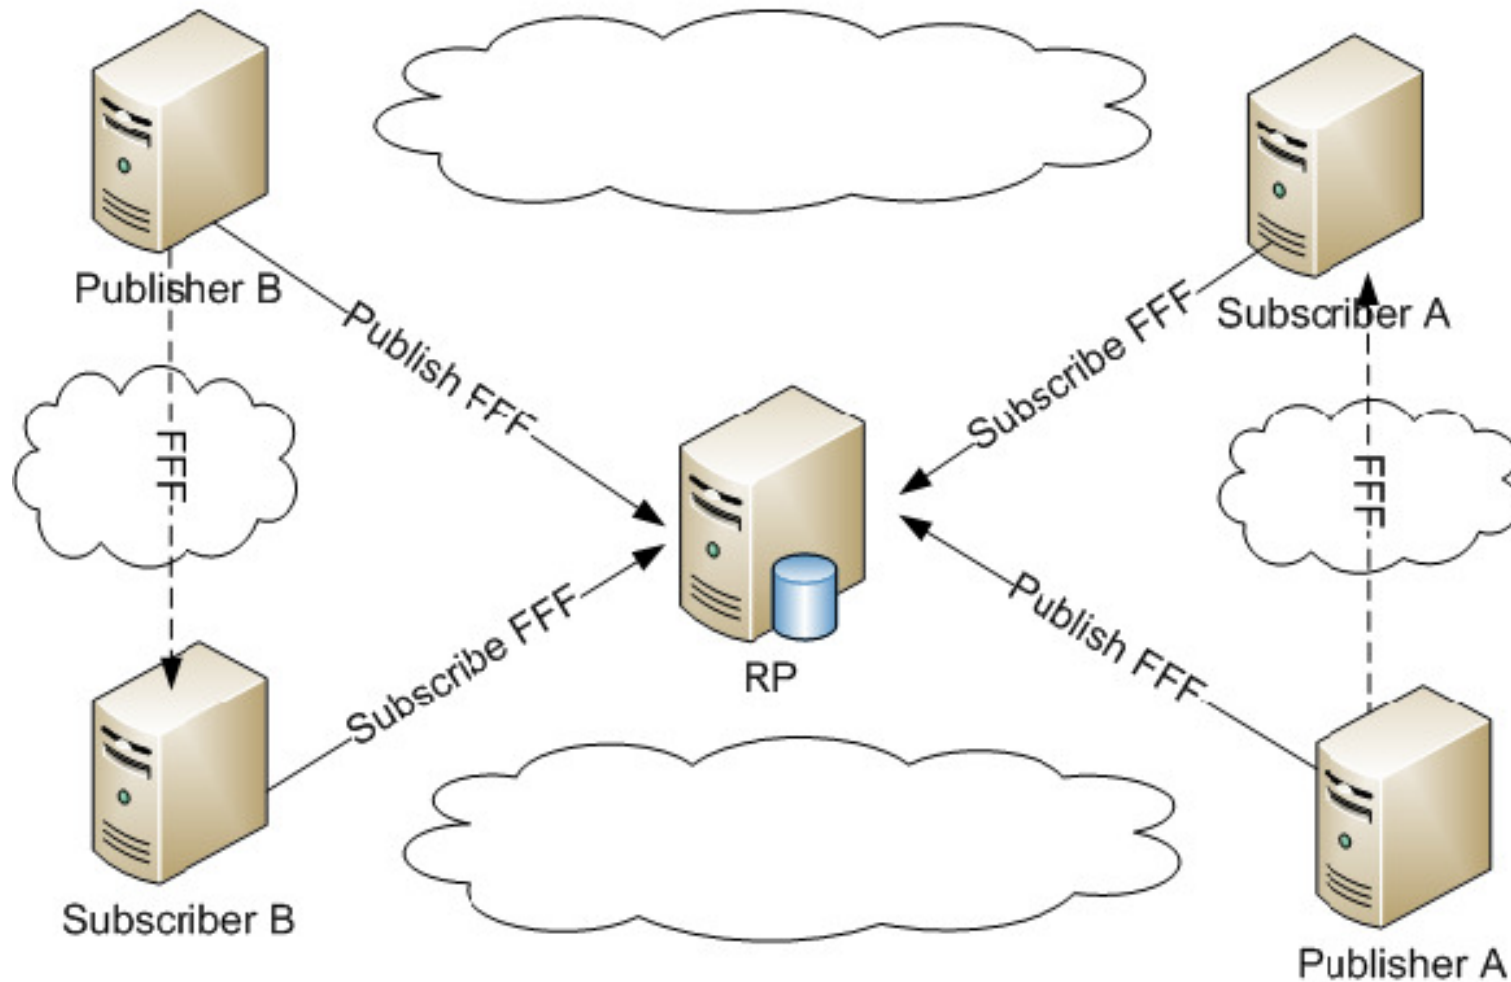 Publisher B
Subscriber A
Publish FFF
Subscribe FFF
FFF
FFF
Subscribe FFF
Publish FFF
RP
Subscriber B
Publisher A